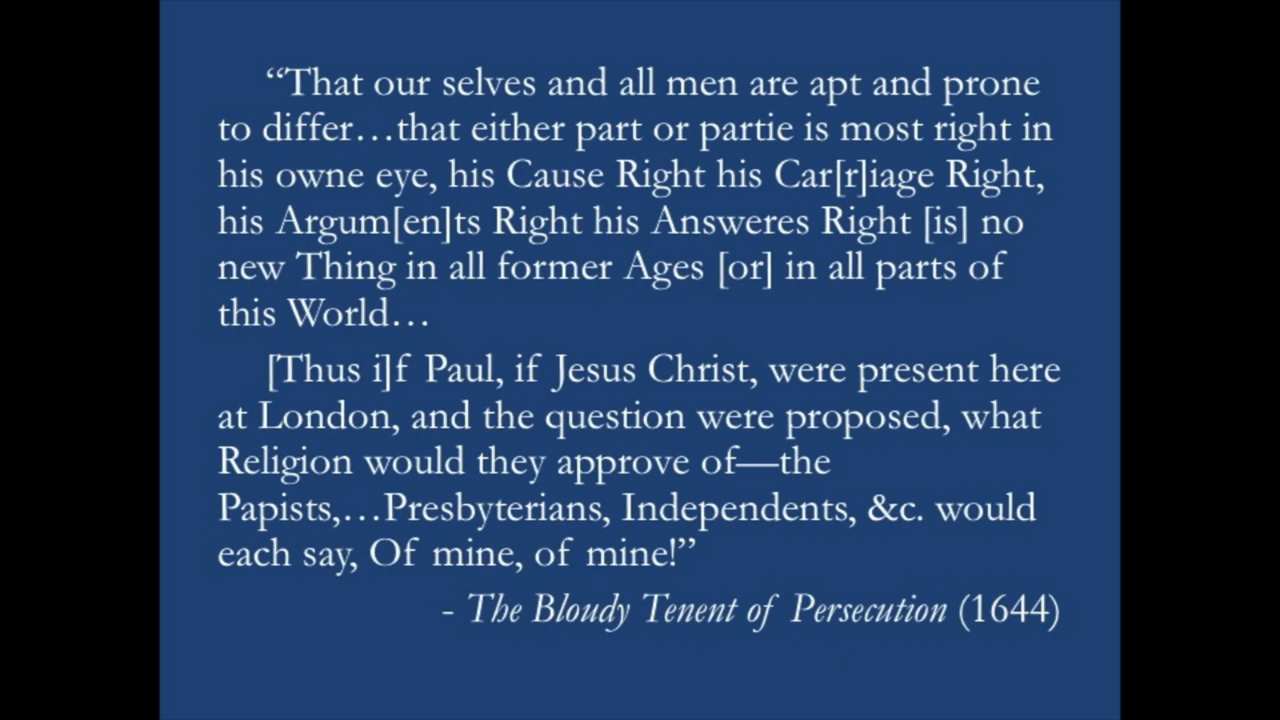 “That our selves and all men are apt and prone
to differ…that either part or partie is most right in
his owne eye, his Cause Right his Car[r]iage Right,
his Argum[en]ts Right his Answeres Right [is] no
new Thing in all former Ages [or] in all parts of
this World…
[Thus i]f Paul, if Jesus Christ, were present here
at London, and the question were proposed, what
Religion would they approve of—the
Papists,…Presbyterians, Independents, &c. would
each say, Of mine, of mine!”
- The Bloudy Tenent of Persecution (1644)